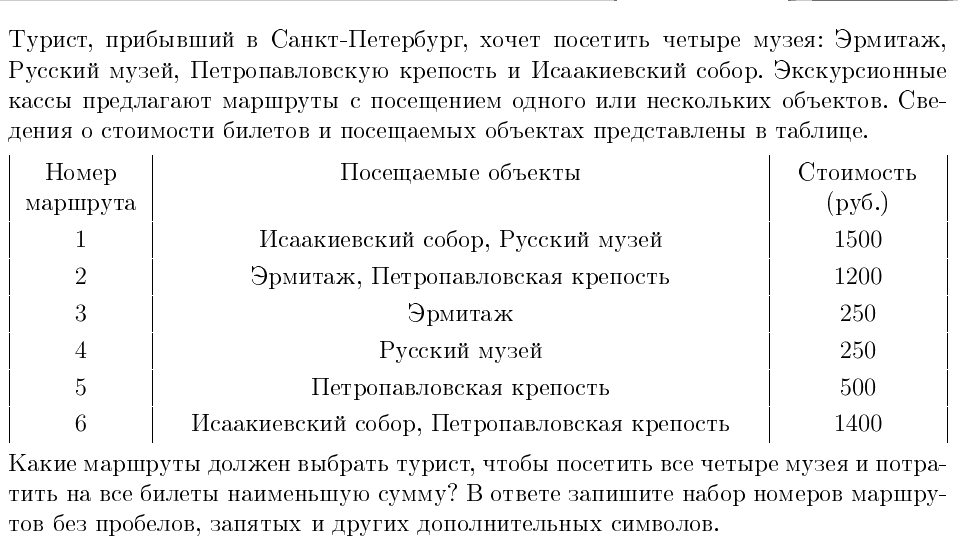 Турист, прибывший в Санкт-Петербург, хочет посетить четыре музея: Эрмитаж,
Русский музей, Петропавловскую крепость и Исаакиевский собор. Экскурсионные
кассы предлагают маршруты с посещением одного или нескольких объектов. Све-
дения о стоимости билетов и посещаемых объектах представлены в таблице.
Номер маршрута Посещаемые объекты Стоимость (руб.)
1 Исаакиевский собор, Русский музей 1500
2 Эрмитаж, Петропавловская крепость 1200
3 Эрмитаж 250
4 Русский музей 250
5 Петропавловская крепость 500
6 Исаакиевский собор, Петропавловская крепость 1400
Какие маршруты должен выбрать турист, чтобы посетить все четыре музея и потра-
тить на все билеты наименьшую сумму? В ответе запишите набор номеров маршру-
тов без пробелов, запятых и других дополнительных символов.